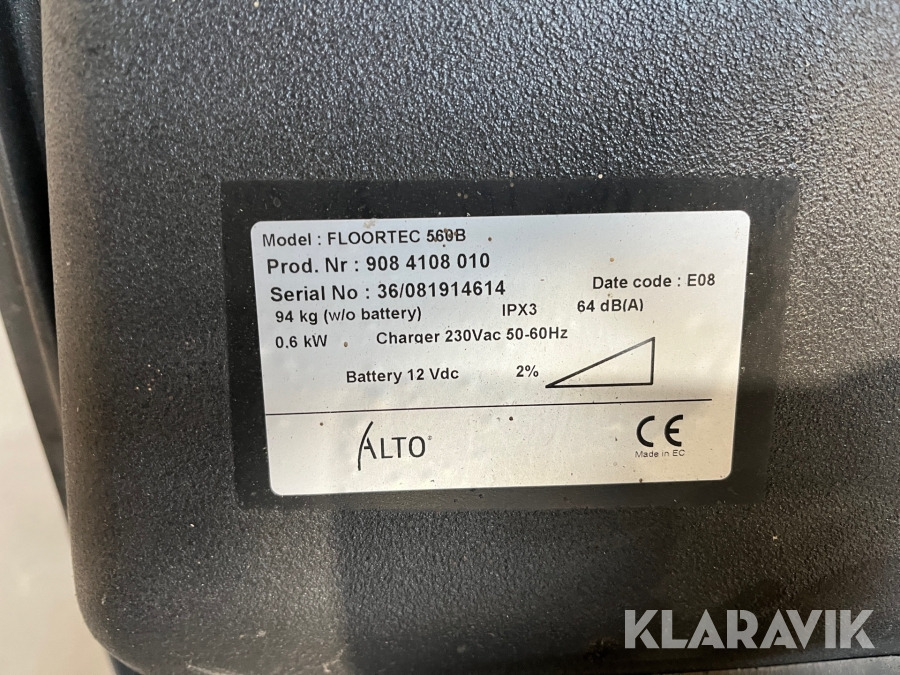 Model : FLOORTEC 560B
Prod. Nr : 908 4108 010
Serial No : 36/081914614 Date code : E08
94 kg (w/o battery) IPX3 64 dB(A)
0.6 kW Charger 230Vac 50-60Hz
Battery 12 Vdc 2%
ALTO
CE
Made in EC
KLARAVIK